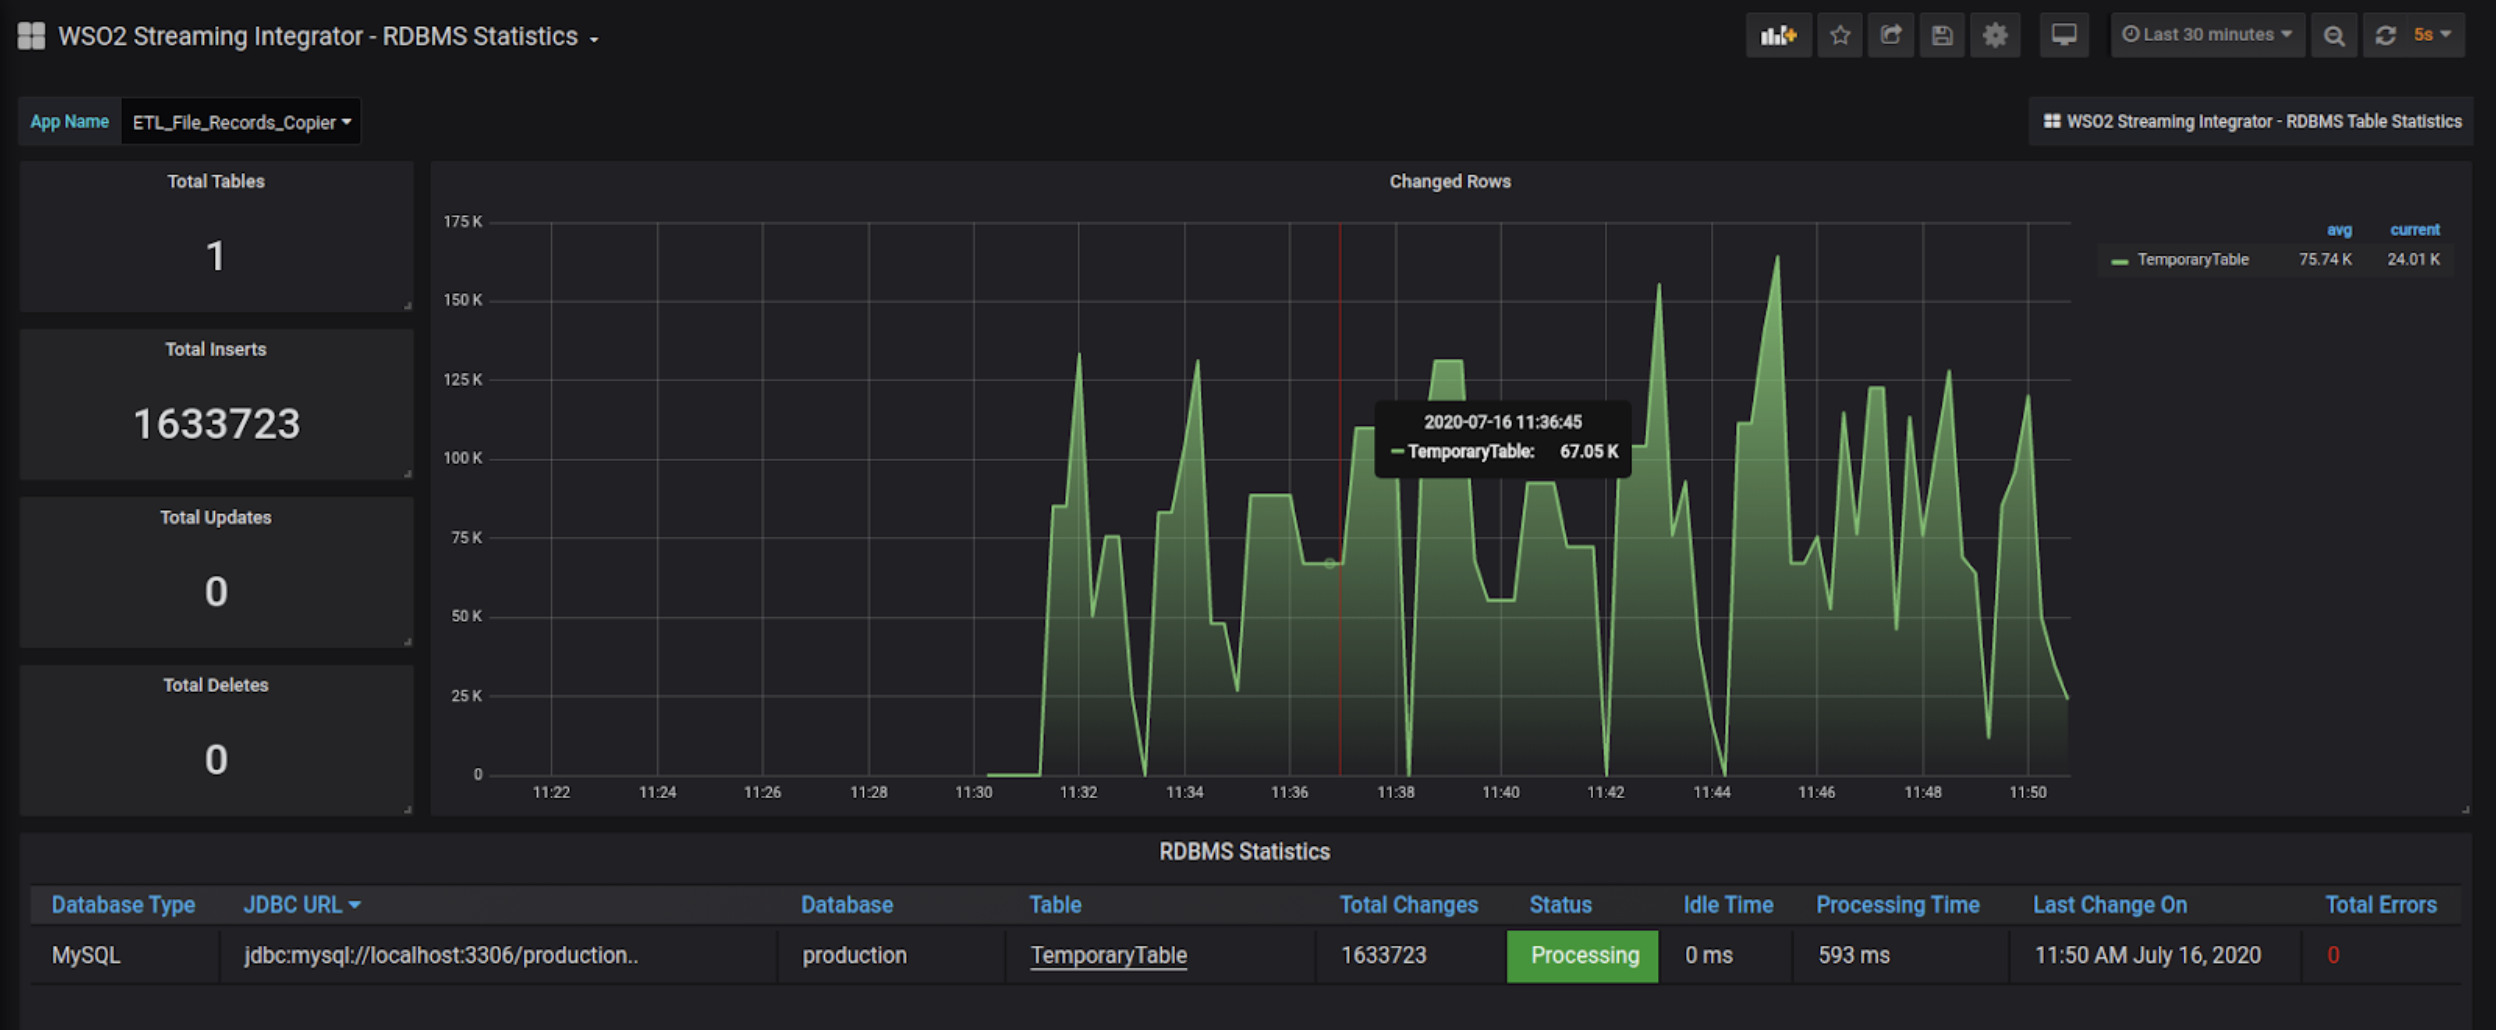 WSO2 Streaming Integrator - RDBMS Statistics
Last 30 minutes
5s
App Name
ETL_File_Records_Copier
WSO2 Streaming Integrator - RDBMS Table Statistics
Total Tables
1
Total Inserts
1633723
Total Updates
0
Total Deletes
0
Changed Rows
175 K
150 K
125 K
100 K
75 K
50 K
25 K
0
11:22 11:24 11:26 11:28 11:30 11:32 11:34 11:36 11:38 11:40 11:42 11:44 11:46 11:48 11:50
2020-07-16 11:36:45
TemporaryTable: 67.05 K
avg current
TemporaryTable 75.74 K 24.01 K
RDBMS Statistics
Database Type JDBC URL Database Table Total Changes Status Idle Time Processing Time Last Change On Total Errors
MySQL jdbc:mysql://localhost:3306/production.. production TemporaryTable 1633723 Processing 0 ms 593 ms 11:50 AM July 16, 2020 0